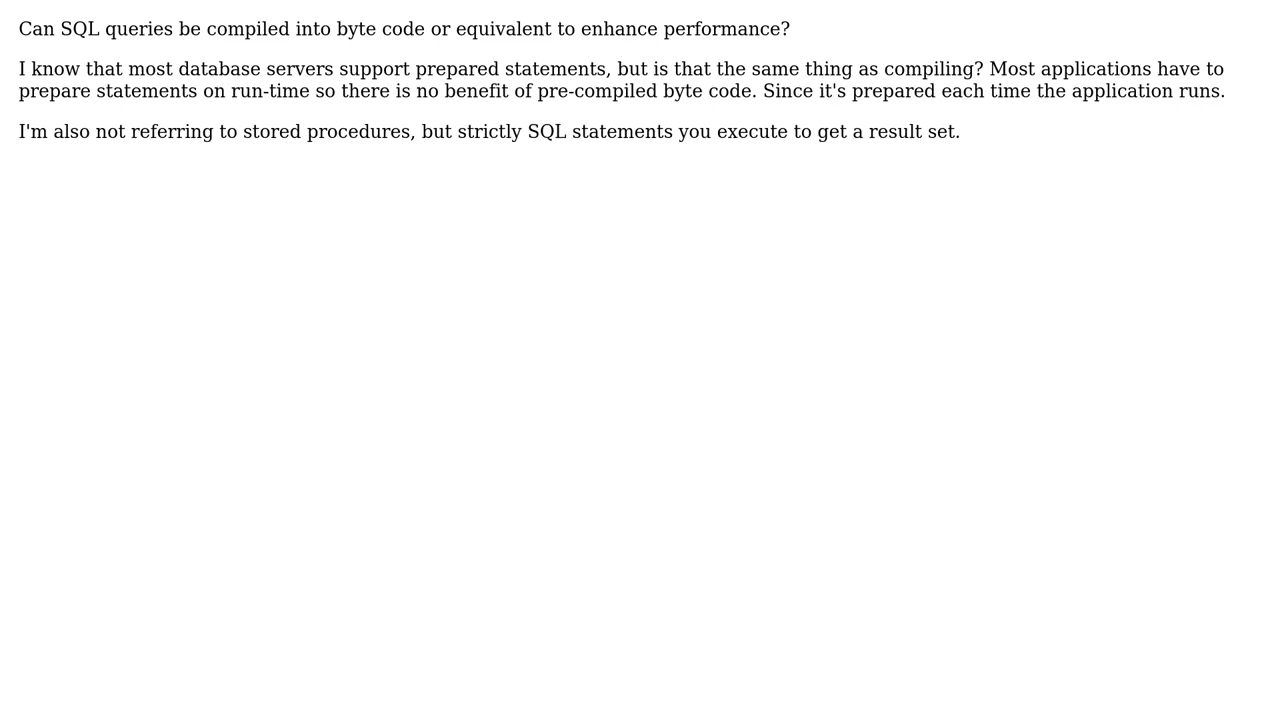 Can SQL queries be compiled into byte code or equivalent to enhance performance?
I know that most database servers support prepared statements, but is that the same thing as compiling? Most applications have to
prepare statements on run-time so there is no benefit of pre-compiled byte code. Since it's prepared each time the application runs.
I'm also not referring to stored procedures, but strictly SQL statements you execute to get a result set.